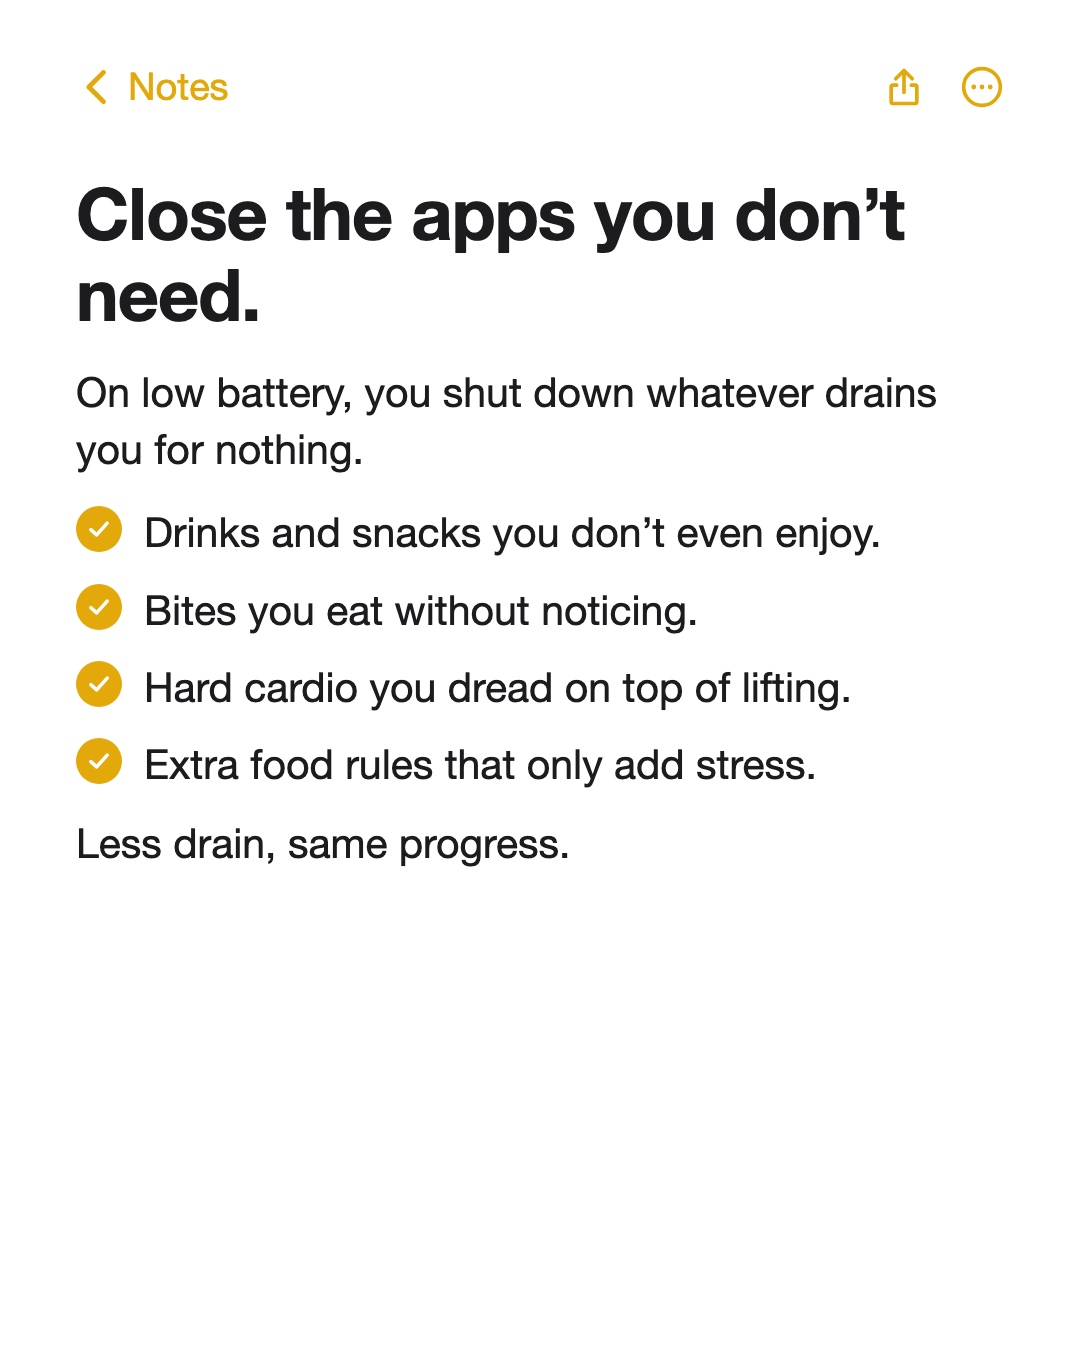 Notes
Close the apps you don’t
need.
On low battery, you shut down whatever drains
you for nothing.
Drinks and snacks you don’t even enjoy.
Bites you eat without noticing.
Hard cardio you dread on top of lifting.
Extra food rules that only add stress.
Less drain, same progress.